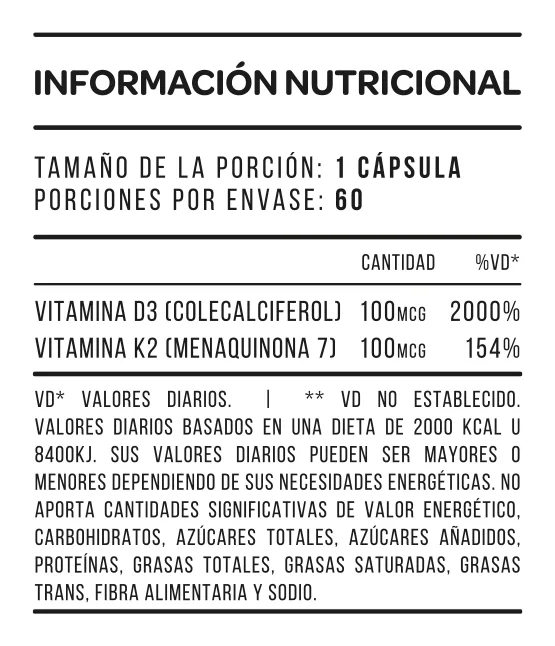 INFORMACIÓN NUTRICIONAL
TAMAÑO DE LA PORCIÓN: 1 CÁPSULA
PORCIONES POR ENVASE: 60
CANTIDAD %VD*
VITAMINA D3 (COLECALCIFEROL) 100MCG 2000%
VITAMINA K2 (MENAQUINONA 7) 100MCG 154%
VD* VALORES DIARIOS. | ** VD NO ESTABLECIDO.
VALORES DIARIOS BASADOS EN UNA DIETA DE 2000 KCAL U
8400KJ. SUS VALORES DIARIOS PUEDEN SER MAYORES O
MENORES DEPENDIENDO DE SUS NECESIDADES ENERGÉTICAS. NO
APORTA CANTIDADES SIGNIFICATIVAS DE VALOR ENERGÉTICO,
CARBOHIDRATOS, AZÚCARES TOTALES, AZÚCARES AÑADIDOS,
PROTEÍNAS, GRASAS TOTALES, GRASAS SATURADAS, GRASAS
TRANS, FIBRA ALIMENTARIA Y SODIO.